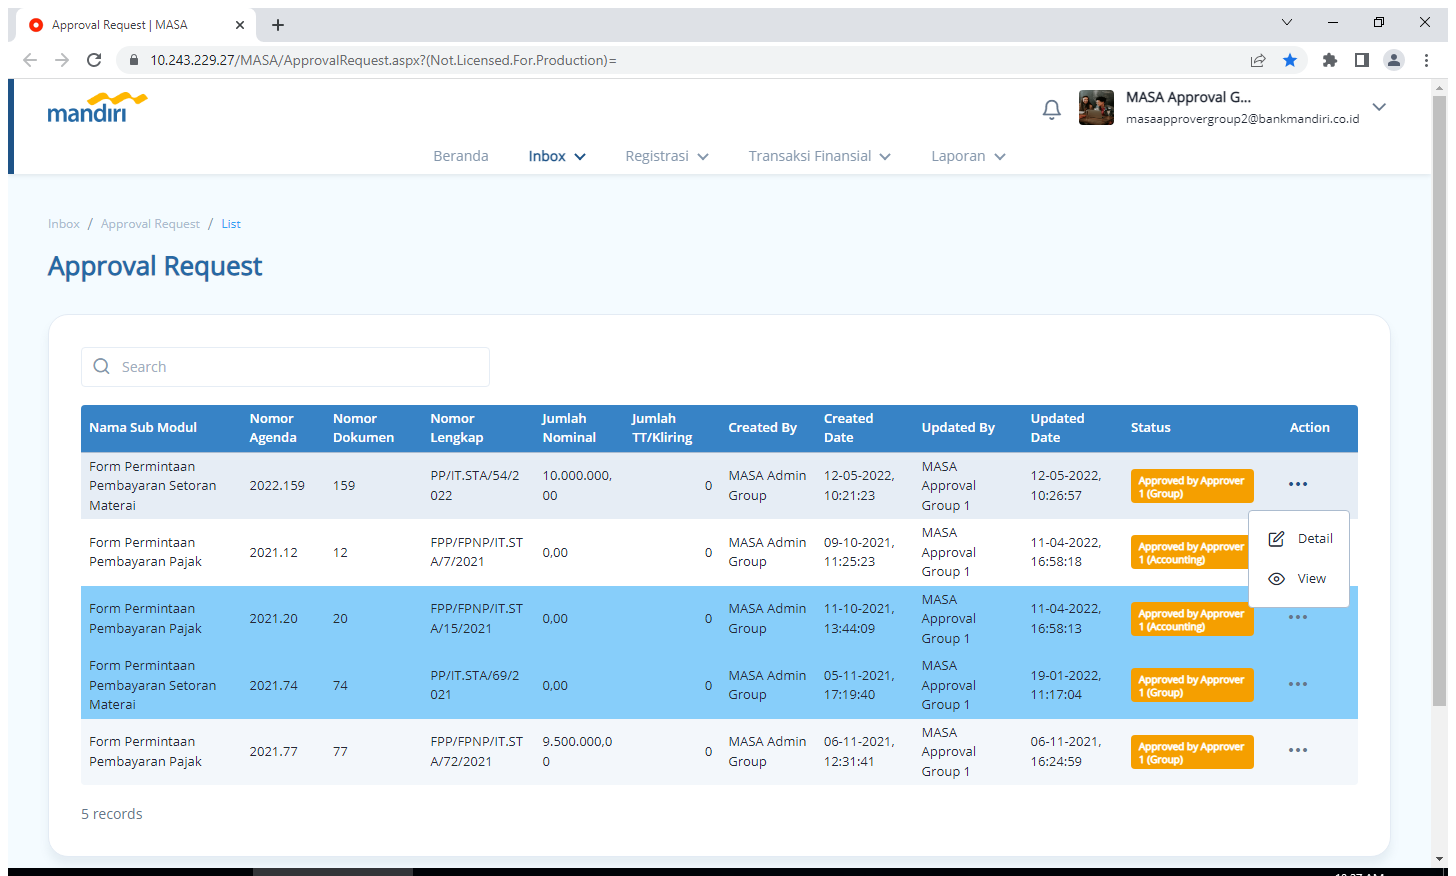 Approval Request | MASA
10.243.229.27/MASA/ApprovalRequest.aspx?(Not.Licensed.For.Production)=
mandiri
MASA Approval G...
masaapprovergroup2@bankmandiri.co.id
Beranda Inbox Registrasi Transaksi Finansial Laporan
Inbox / Approval Request / List
Approval Request
Search
Nama Sub Modul Nomor Agenda Nomor Dokumen Nomor Lengkap Jumlah Nominal Jumlah TT/Kliring Created By Created Date Updated By Updated Date Status Action
Form Permintaan Pembayaran Setoran Materai 2022.159 159 PP/IT.STA/54/2022 10.000.000,00 0 MASA Admin Group 12-05-2022, 10:21:23 MASA Approval Group 1 12-05-2022, 10:26:57 Approved by Approver 1 (Group)
Detail
View
Form Permintaan Pembayaran Pajak 2021.12 12 FPP/FPNP/IT.STA/7/2021 0,00 0 MASA Admin Group 09-10-2021, 11:25:23 MASA Approval Group 1 11-04-2022, 16:58:18 Approved by Approver 1 (Accounting)
Form Permintaan Pembayaran Pajak 2021.20 20 FPP/FPNP/IT.STA/15/2021 0,00 0 MASA Admin Group 11-10-2021, 13:44:09 MASA Approval Group 1 11-04-2022, 16:58:13 Approved by Approver 1 (Accounting)
Form Permintaan Pembayaran Setoran Materai 2021.74 74 PP/IT.STA/69/2021 0,00 0 MASA Admin Group 05-11-2021, 17:19:40 MASA Approval Group 1 19-01-2022, 11:17:04 Approved by Approver 1 (Group)
Form Permintaan Pembayaran Pajak 2021.77 77 FPP/FPNP/IT.STA/72/2021 9.500.000,00 0 MASA Admin Group 06-11-2021, 12:31:41 MASA Approval Group 1 06-11-2021, 16:24:59 Approved by Approver 1 (Group)
5 records